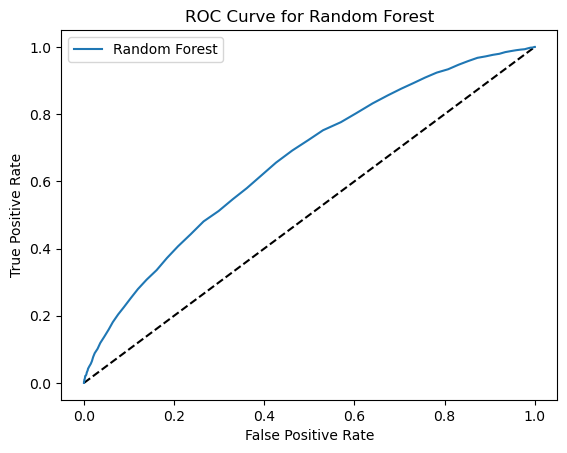 ROC Curve for Random Forest
Random Forest
True Positive Rate
1.0
0.8
0.6
0.4
0.2
0.0
0.0 0.2 0.4 0.6 0.8 1.0
False Positive Rate